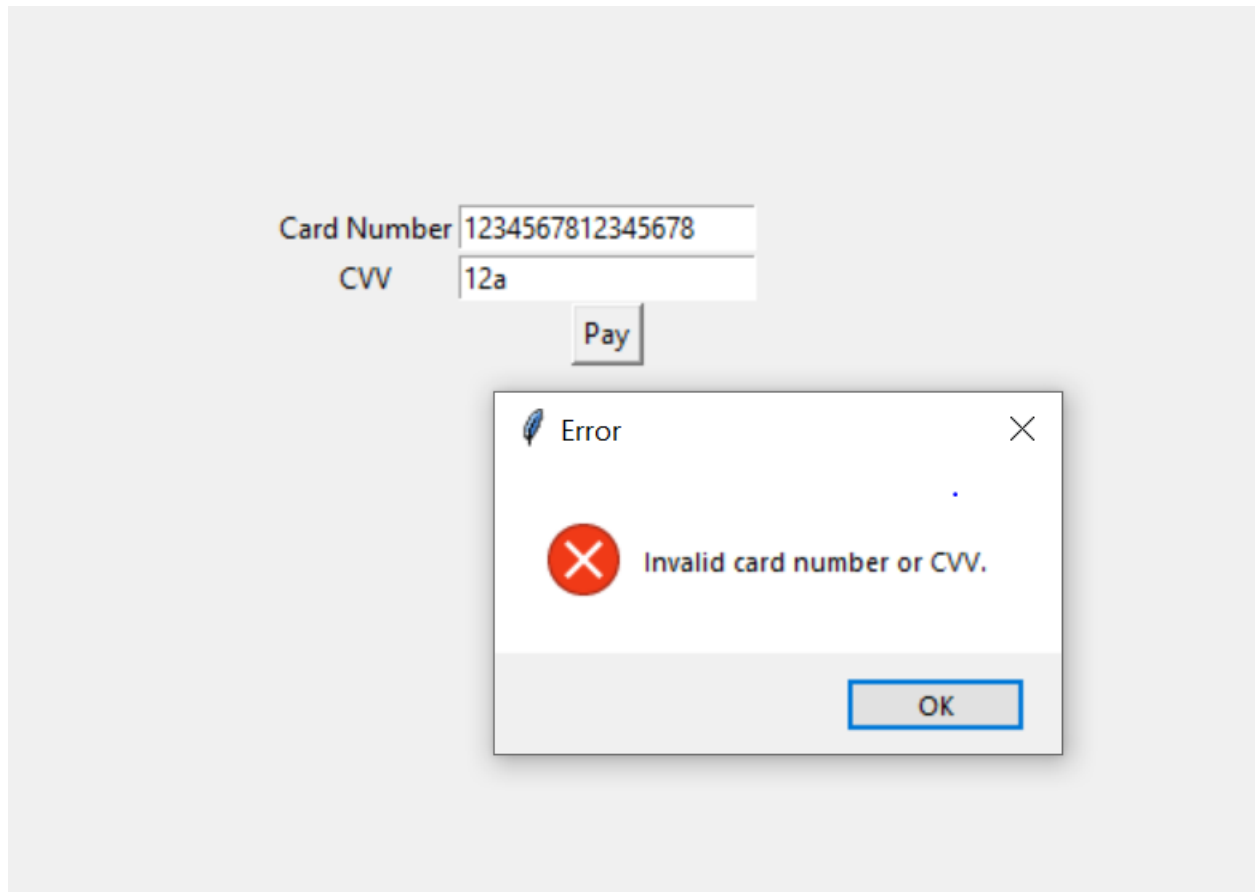 Card Number 1234567812345678
CVV 12a
Pay
Error
Invalid card number or CVV.
OK